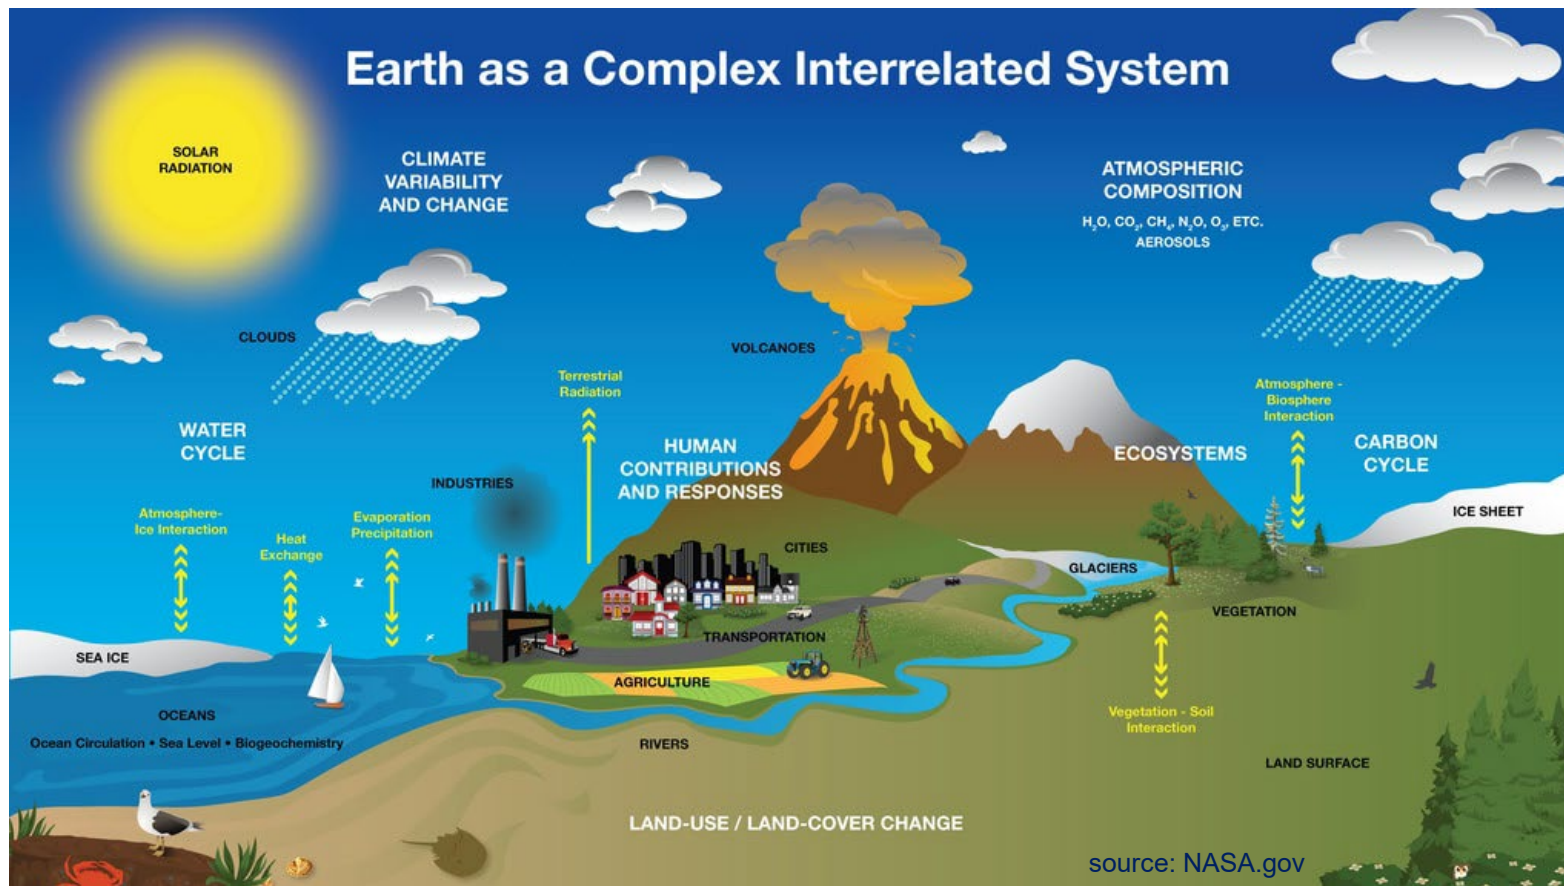 Earth as a Complex Interrelated System
SOLAR
RADIATION
CLIMATE
VARIABILITY
AND CHANGE
ATMOSPHERIC
COMPOSITION
H₂O, CO₂, CH₄, N₂O, O₃, ETC.
AEROSOLS
CLOUDS
VOLCANOES
Terrestrial
Radiation
Atmosphere -
Biosphere
Interaction
WATER
CYCLE
HUMAN
CONTRIBUTIONS
AND RESPONSES
ECOSYSTEMS
CARBON
CYCLE
INDUSTRIES
Atmosphere-
Ice Interaction
Heat
Exchange
Evaporation
Precipitation
ICE SHEET
CITIES
GLACIERS
VEGETATION
TRANSPORTATION
SEA ICE
AGRICULTURE
OCEANS
Ocean Circulation • Sea Level • Biogeochemistry
RIVERS
Vegetation - Soil
Interaction
LAND SURFACE
LAND-USE / LAND-COVER CHANGE
source: NASA.gov